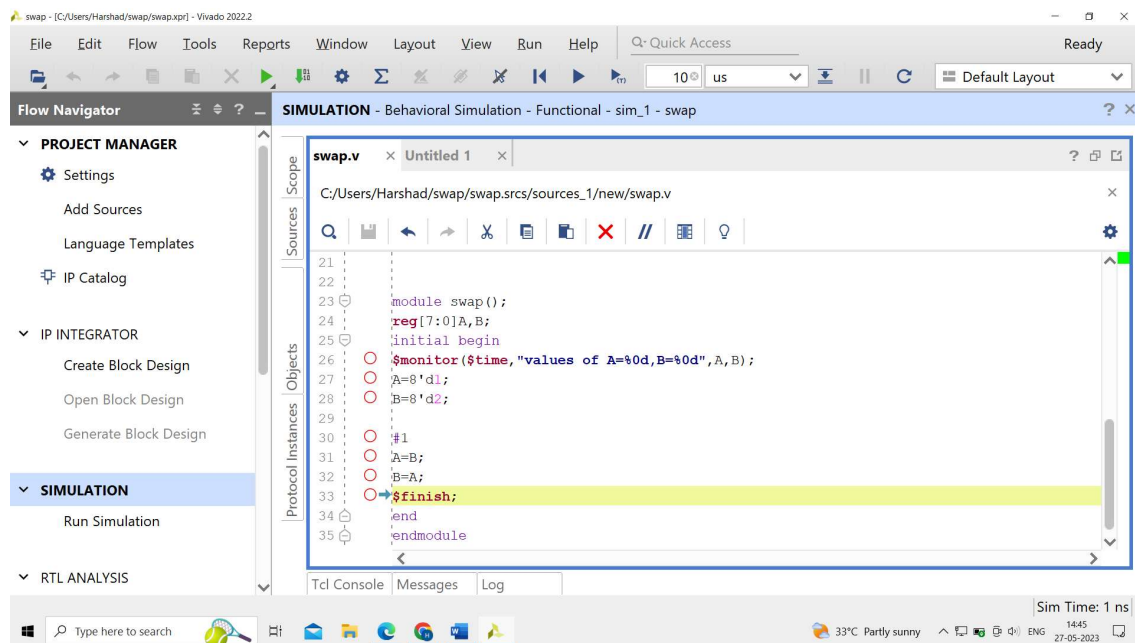 swap - [C:/Users/Harshad/swap/swap.xpr] - Vivado 2022.2
File Edit Flow Tools Reports Window Layout View Run Help Quick Access Ready
10 us Default Layout
Flow Navigator ? SIMULATION - Behavioral Simulation - Functional - sim_1 - swap ?
PROJECT MANAGER
Settings
Add Sources
Language Templates
IP Catalog
IP INTEGRATOR
Create Block Design
Open Block Design
Generate Block Design
SIMULATION
Run Simulation
RTL ANALYSIS
Scope
Sources
Objects
Protocol Instances
swap.v Untitled 1 ?
C:/Users/Harshad/swap/swap.srcs/sources_1/new/swap.v
21
22
23 module swap();
24 reg[7:0]A,B;
25 initial begin
26 $monitor($time,"values of A=%0d,B=%0d",A,B);
27 A=8'd1;
28 B=8'd2;
29
30 #1
31 A=B;
32 B=A;
33 $finish;
34 end
35 endmodule
Tcl Console Messages Log
Sim Time: 1 ns
Type here to search 33°C Partly sunny ENG 14:45
27-05-2023